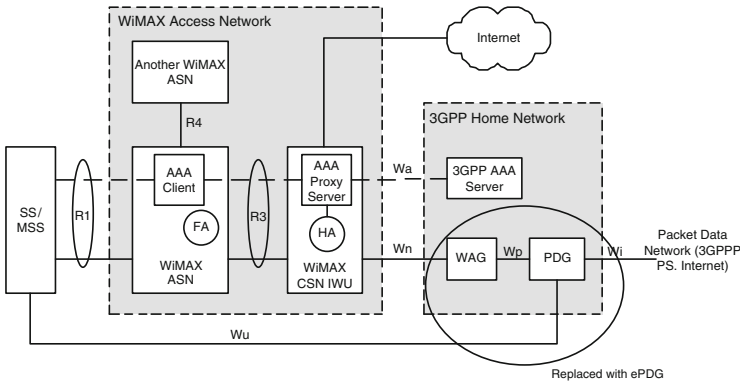 WiMAX Access Network
Internet
Another WiMAX
ASN
R4
3GPP Home Network
AAA
Client
AAA
Proxy
Server
Wa
3GPP AAA
Server
SS/
MSS
R1
FA
R3
HA
WiMAX
ASN
WiMAX
CSN IWU
Wn
WAG
Wp
PDG
Wi
Packet Data
Network (3GPPP
PS. Internet)
Wu
Replaced with ePDG